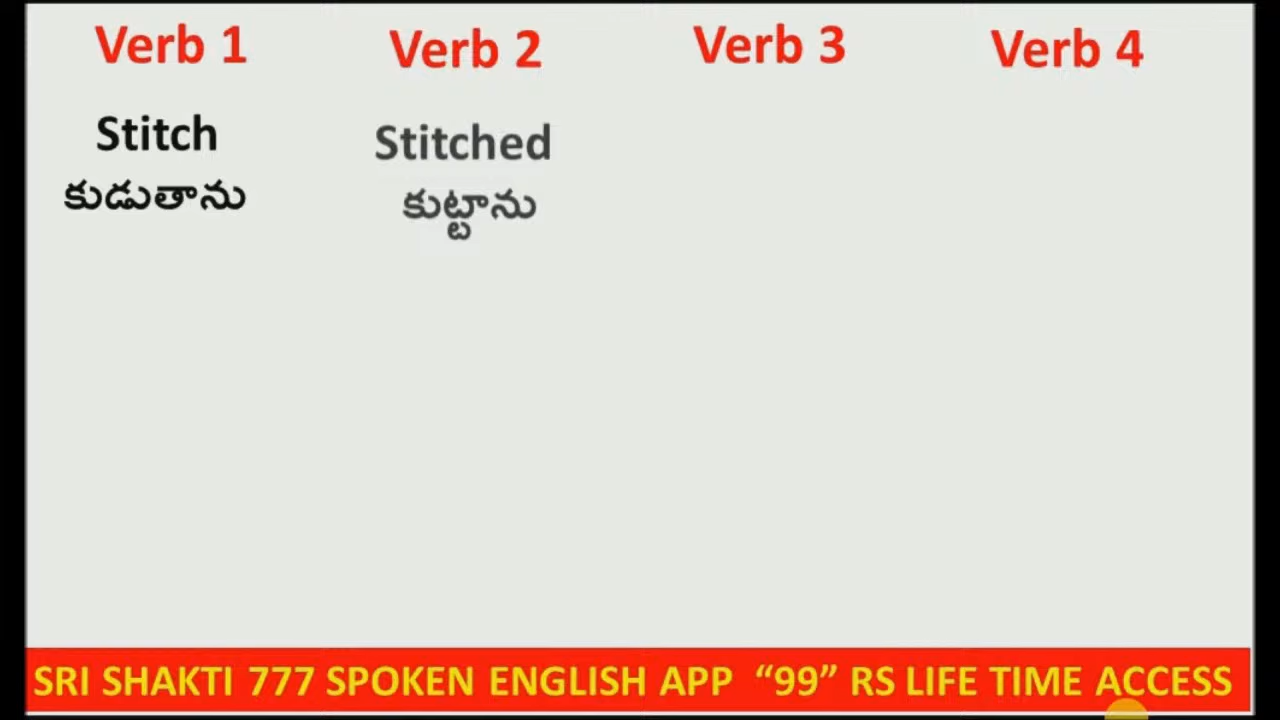 Verb 1 Verb 2 Verb 3 Verb 4
Stitch Stitched
కుడుతాను కుట్టాను
SRI SHAKTI 777 SPOKEN ENGLISH APP “99” RS LIFE TIME ACCESS